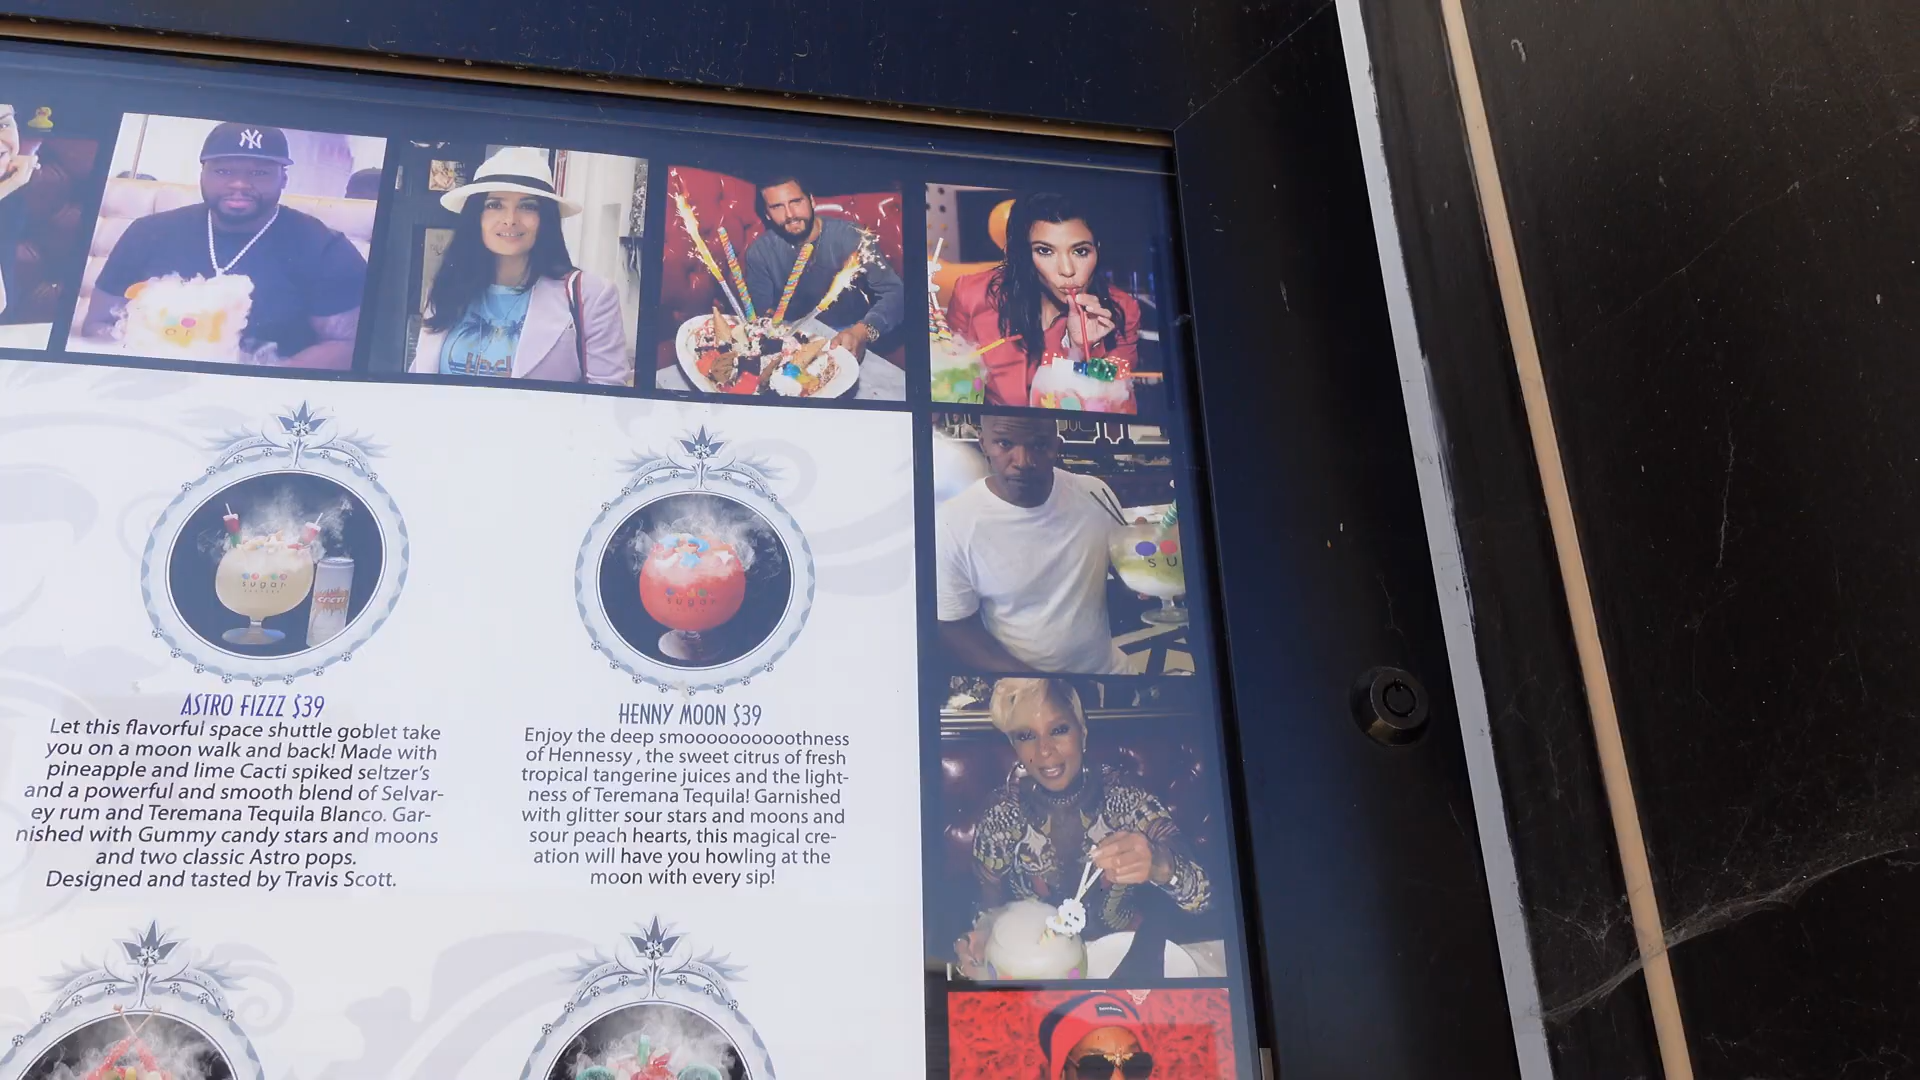 NY
SU
sugar
CACTI
sugar
ASTRO FIZZZ $39
Let this flavorful space shuttle goblet take
you on a moon walk and back! Made with
pineapple and lime Cacti spiked seltzer's
and a powerful and smooth blend of Selvar-
ey rum and Teremana Tequila Blanco. Gar-
nished with Gummy candy stars and moons
and two classic Astro pops.
Designed and tasted by Travis Scott.
HENNY MOON $39
Enjoy the deep smoooooooooothness
of Hennessy , the sweet citrus of fresh
tropical tangerine juices and the light-
ness of Teremana Tequila! Garnished
with glitter sour stars and moons and
sour peach hearts, this magical cre-
ation will have you howling at the
moon with every sip!